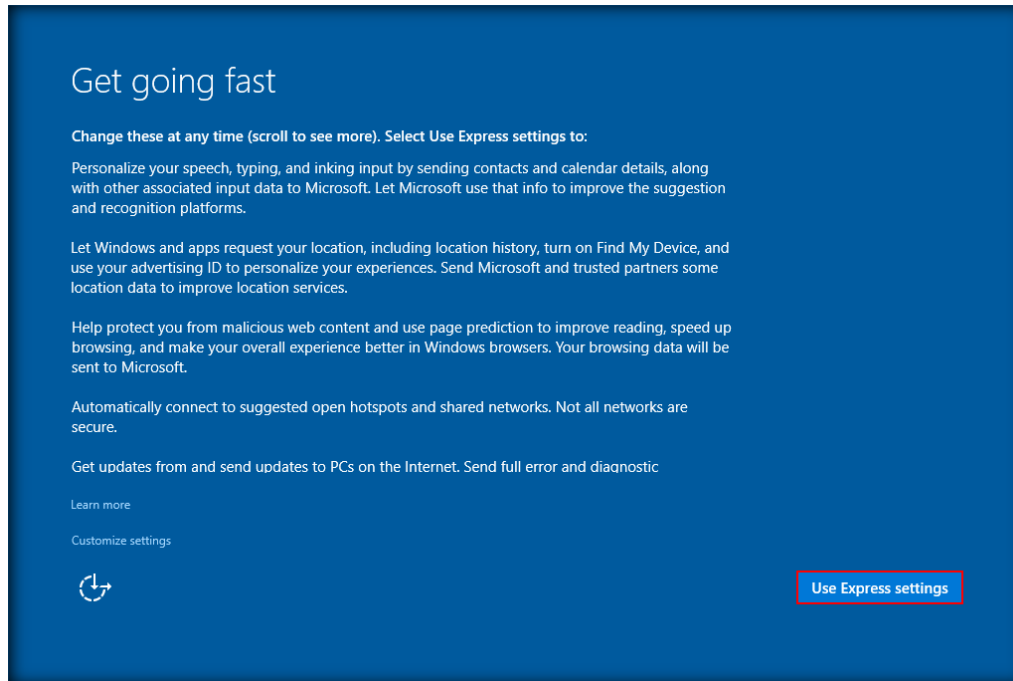 Get going fast
Change these at any time (scroll to see more). Select Use Express settings to:
Personalize your speech, typing, and inking input by sending contacts and calendar details, along
with other associated input data to Microsoft. Let Microsoft use that info to improve the suggestion
and recognition platforms.
Let Windows and apps request your location, including location history, turn on Find My Device, and
use your advertising ID to personalize your experiences. Send Microsoft and trusted partners some
location data to improve location services.
Help protect you from malicious web content and use page prediction to improve reading, speed up
browsing, and make your overall experience better in Windows browsers. Your browsing data will be
sent to Microsoft.
Automatically connect to suggested open hotspots and shared networks. Not all networks are
secure.
Get updates from and send updates to PCs on the Internet. Send full error and diagnostic
Learn more
Customize settings
Use Express settings